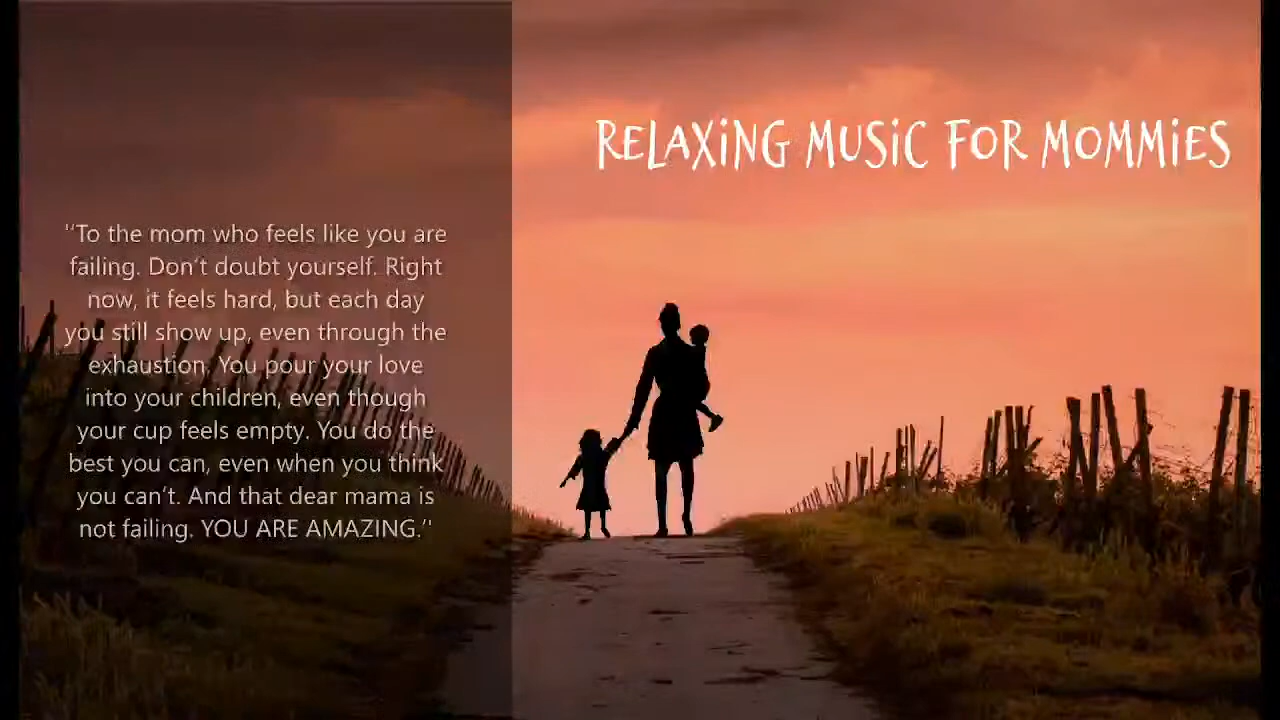 RELAXiNG MUSiC FOR MOMMiES
"To the mom who feels like you are
failing. Don't doubt yourself. Right
now, it feels hard, but each day
you still show up, even through the
exhaustion. You pour your love
into your children, even though
your cup feels empty. You do the
best you can, even when you think
you can't. And that dear mama is
not failing. YOU ARE AMAZING."